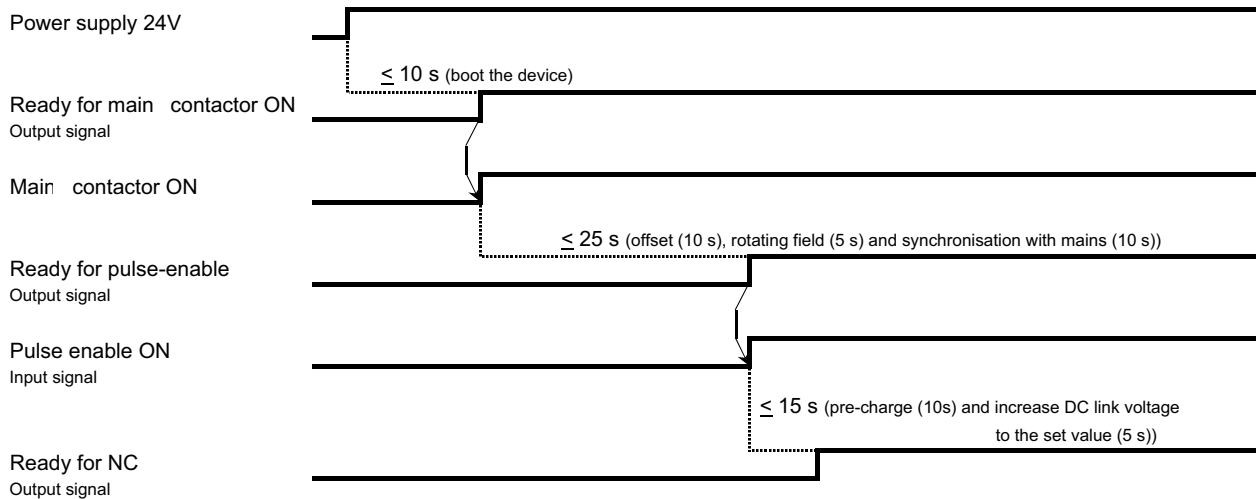 Power supply 24V
≤ 10 s (boot the device)
Ready for main contactor ON
Output signal
Main contactor ON
≤ 25 s (offset (10 s), rotating field (5 s) and synchronisation with mains (10 s))
Ready for pulse-enable
Output signal
Pulse enable ON
Input signal
≤ 15 s (pre-charge (10s) and increase DC link voltage
to the set value (5 s))
Ready for NC
Output signal